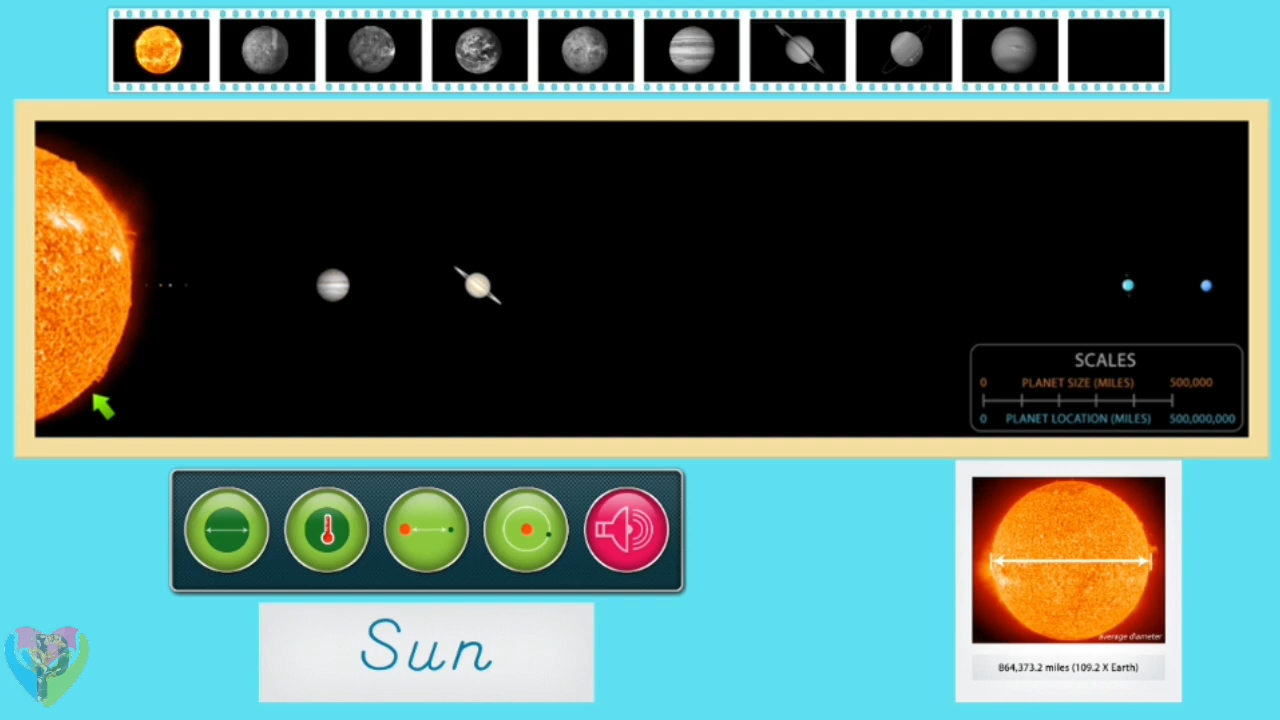 SCALES
0 PLANET SIZE (MILES) 500,000
0 PLANET LOCATION (MILES) 500,000,000
average diameter
864,373.2 miles (109.2 X Earth)
Sun